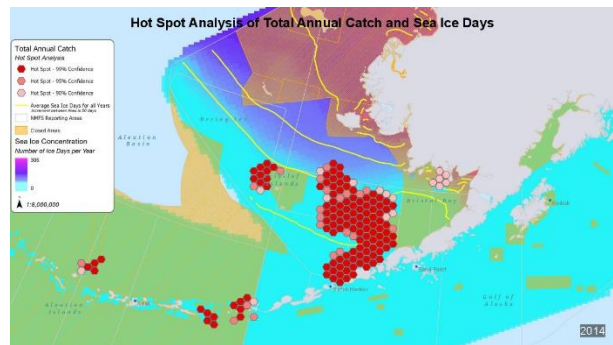 Hot Spot Analysis of Total Annual Catch and Sea Ice Days
Total Annual Catch
Hot Spot Analysis
Hot Spot - 99% Confidence
Hot Spot - 95% Confidence
Hot Spot - 90% Confidence
Average Sea Ice Days for all Years
NMFS Reporting Areas
Closed Areas
Sea Ice Concentration
Number of Ice Days per Year
306
0
1:8,000,000
Aleutian
Basin
Bering Sea
Pribilof
Islands
Bristol Bay
Kodiak
Sand Point
Gulf of
Alaska
Aleutian
Islands
2014